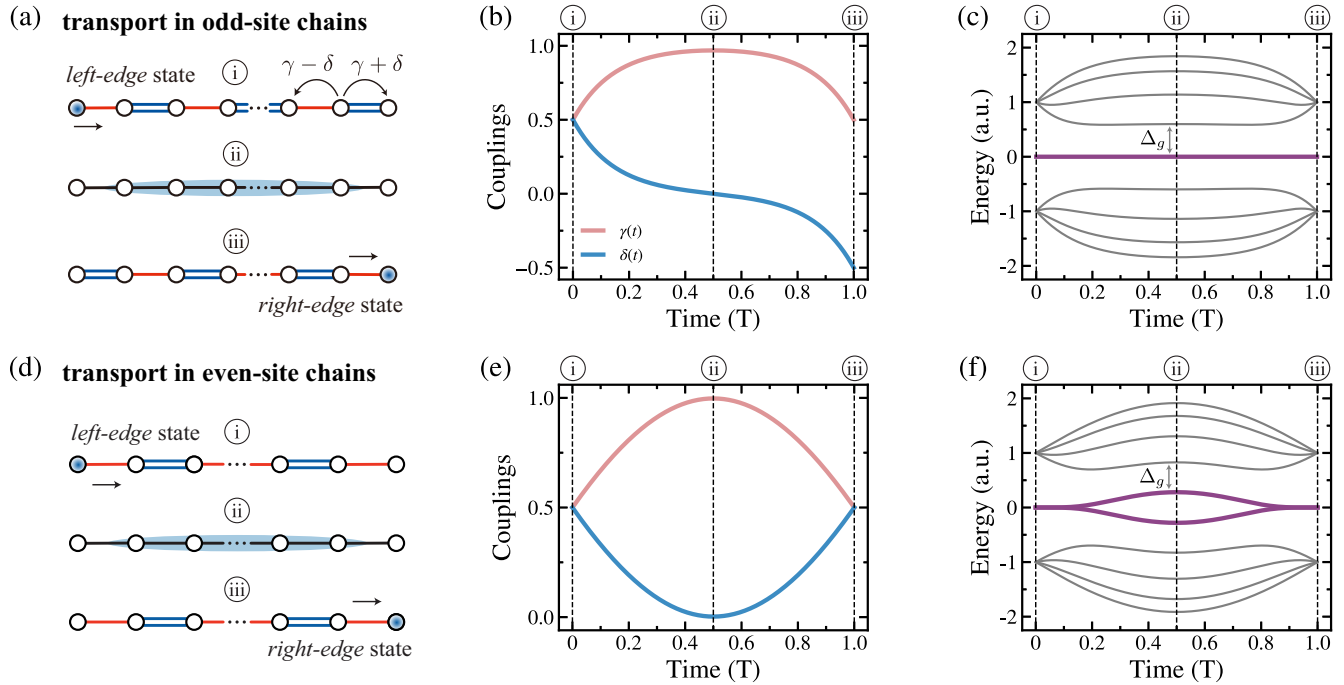 (a) transport in odd-site chains
left-edge state
ⓘ
γ − δ
γ + δ
ⓘⓘ
ⓘⓘⓘ
right-edge state
(b)
i
ii
iii
Couplings
1.0
0.5
0.0
−0.5
γ(t)
δ(t)
0 0.2 0.4 0.6 0.8 1.0
Time (T)
(c)
i
ii
iii
Energy (a.u.)
2
1
0
-1
-2
Δg
0 0.2 0.4 0.6 0.8 1.0
Time (T)
(d) transport in even-site chains
left-edge state
i
ii
iii
right-edge state
(e)
i
ii
iii
Couplings
1.0
0.5
0.0
0 0.2 0.4 0.6 0.8 1.0
Time (T)
(f)
i
ii
iii
Energy (a.u.)
2
1
0
-1
-2
Δg
0 0.2 0.4 0.6 0.8 1.0
Time (T)